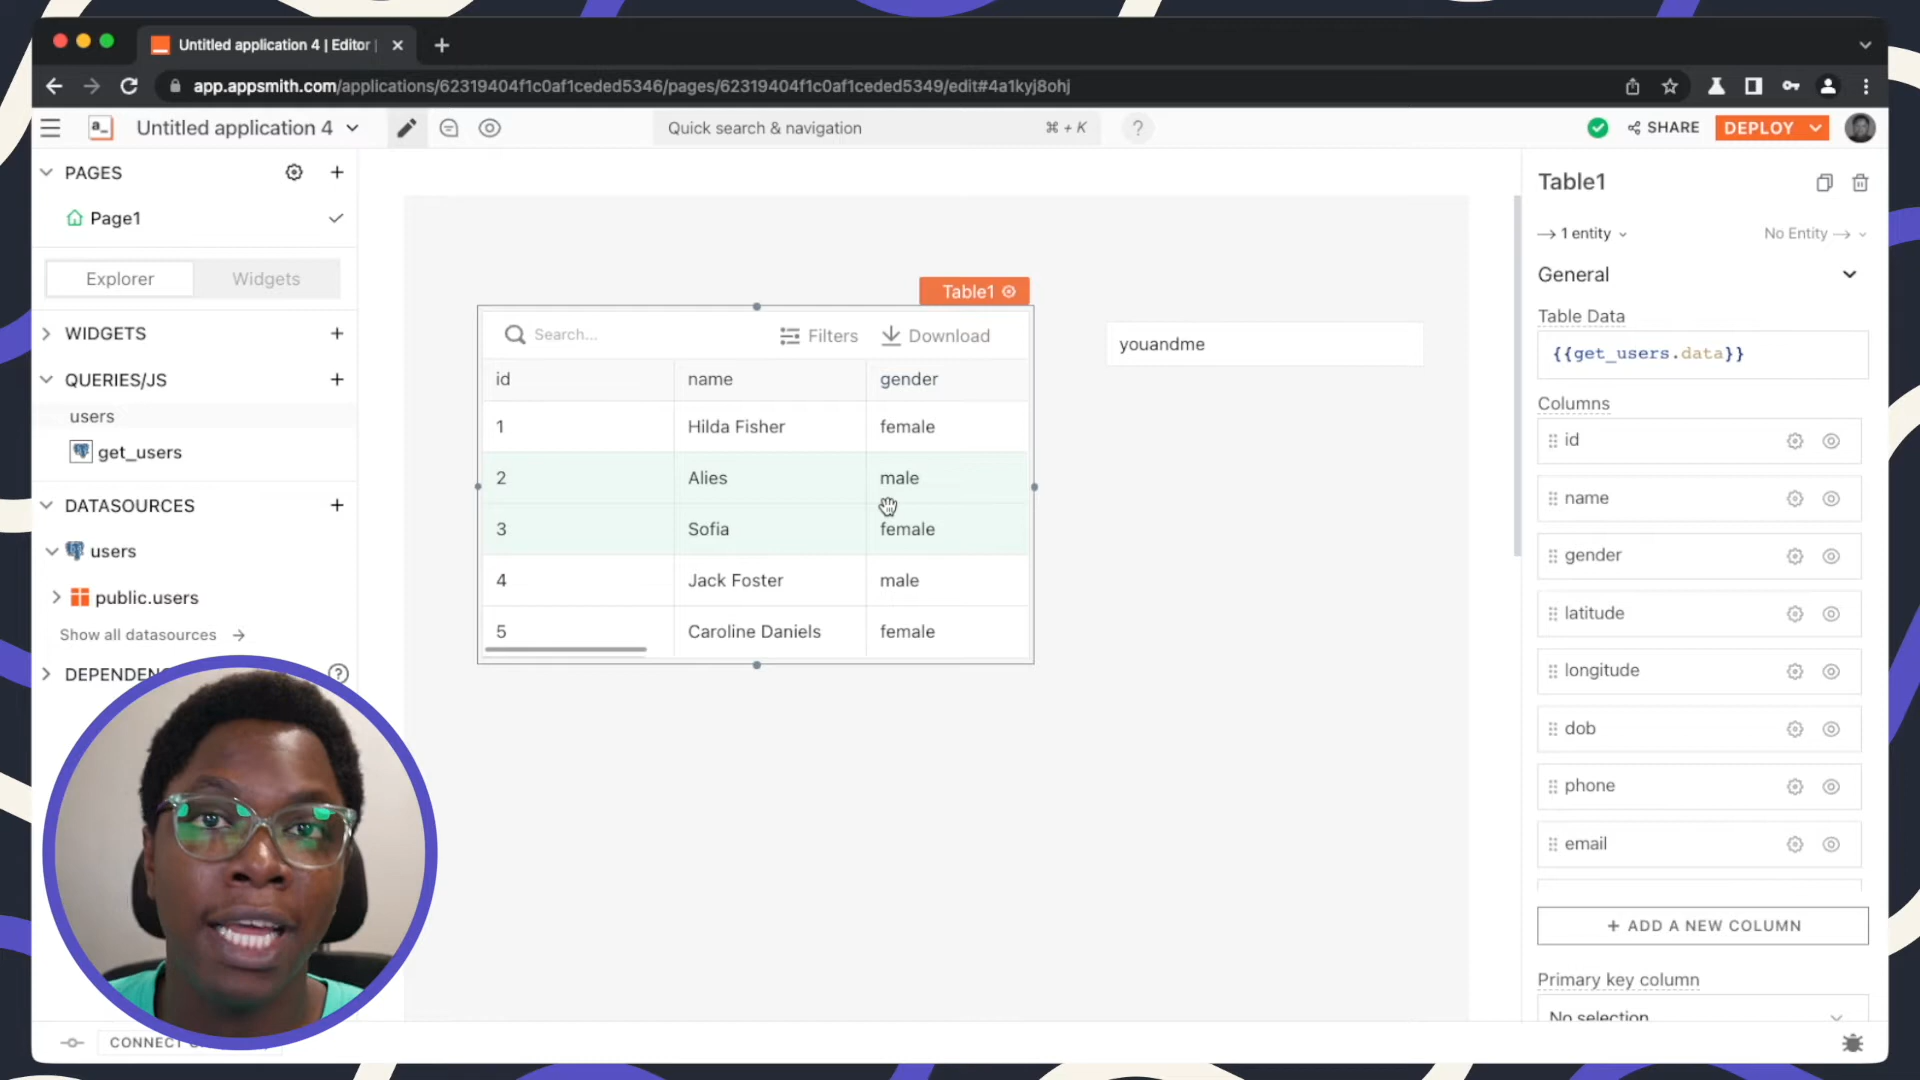 Untitled application 4 | Editor |
app.appsmith.com/applications/62319404f1c0af1ceded5346/pages/62319404f1c0af1ceded5349/edit#4a1kyj8ohj
a_ Untitled application 4
Quick search & navigation ⌘ + K ?
SHARE
DEPLOY
PAGES
Page1
Explorer Widgets
WIDGETS
QUERIES/JS
users
get_users
DATASOURCES
users
public.users
Show all datasources
?
CONNECT
Table1
Search...
Filters
Download
id name gender
1 Hilda Fisher female
2 Alies male
3 Sofia female
4 Jack Foster male
5 Caroline Daniels female
youandme
Table1
1 entity No Entity
General
Table Data
{{get_users.data}}
Columns
id
name
gender
latitude
longitude
dob
phone
email
+ ADD A NEW COLUMN
Primary key column
No selection